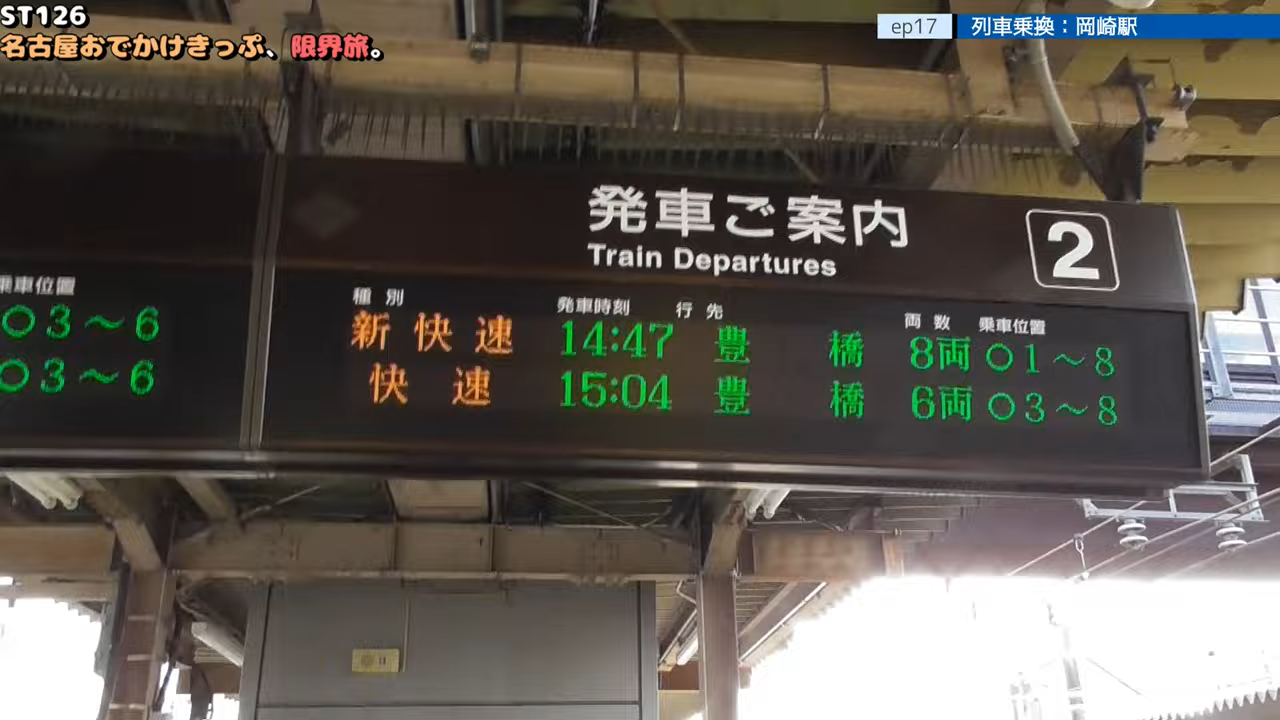 ST126
名古屋おでかけきっぷ、限界旅。
ep17 列車乗換：岡崎駅
発車ご案内 2
Train Departures
乗車位置
○3～6
○3～6
種別 発車時刻 行先 両数 乗車位置
新快速 14:47 豊橋 8両 ○1～8
快速 15:04 豊橋 6両 ○3～8